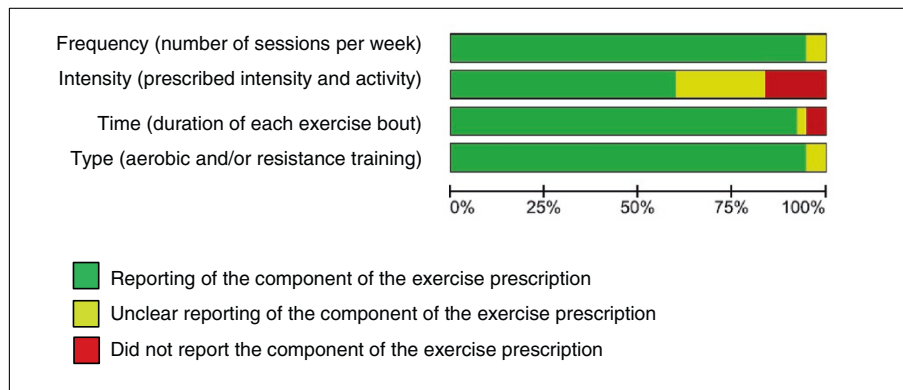 Frequency (number of sessions per week)
Intensity (prescribed intensity and activity)
Time (duration of each exercise bout)
Type (aerobic and/or resistance training)
0% 25% 50% 75% 100%
Reporting of the component of the exercise prescription
Unclear reporting of the component of the exercise prescription
Did not report the component of the exercise prescription